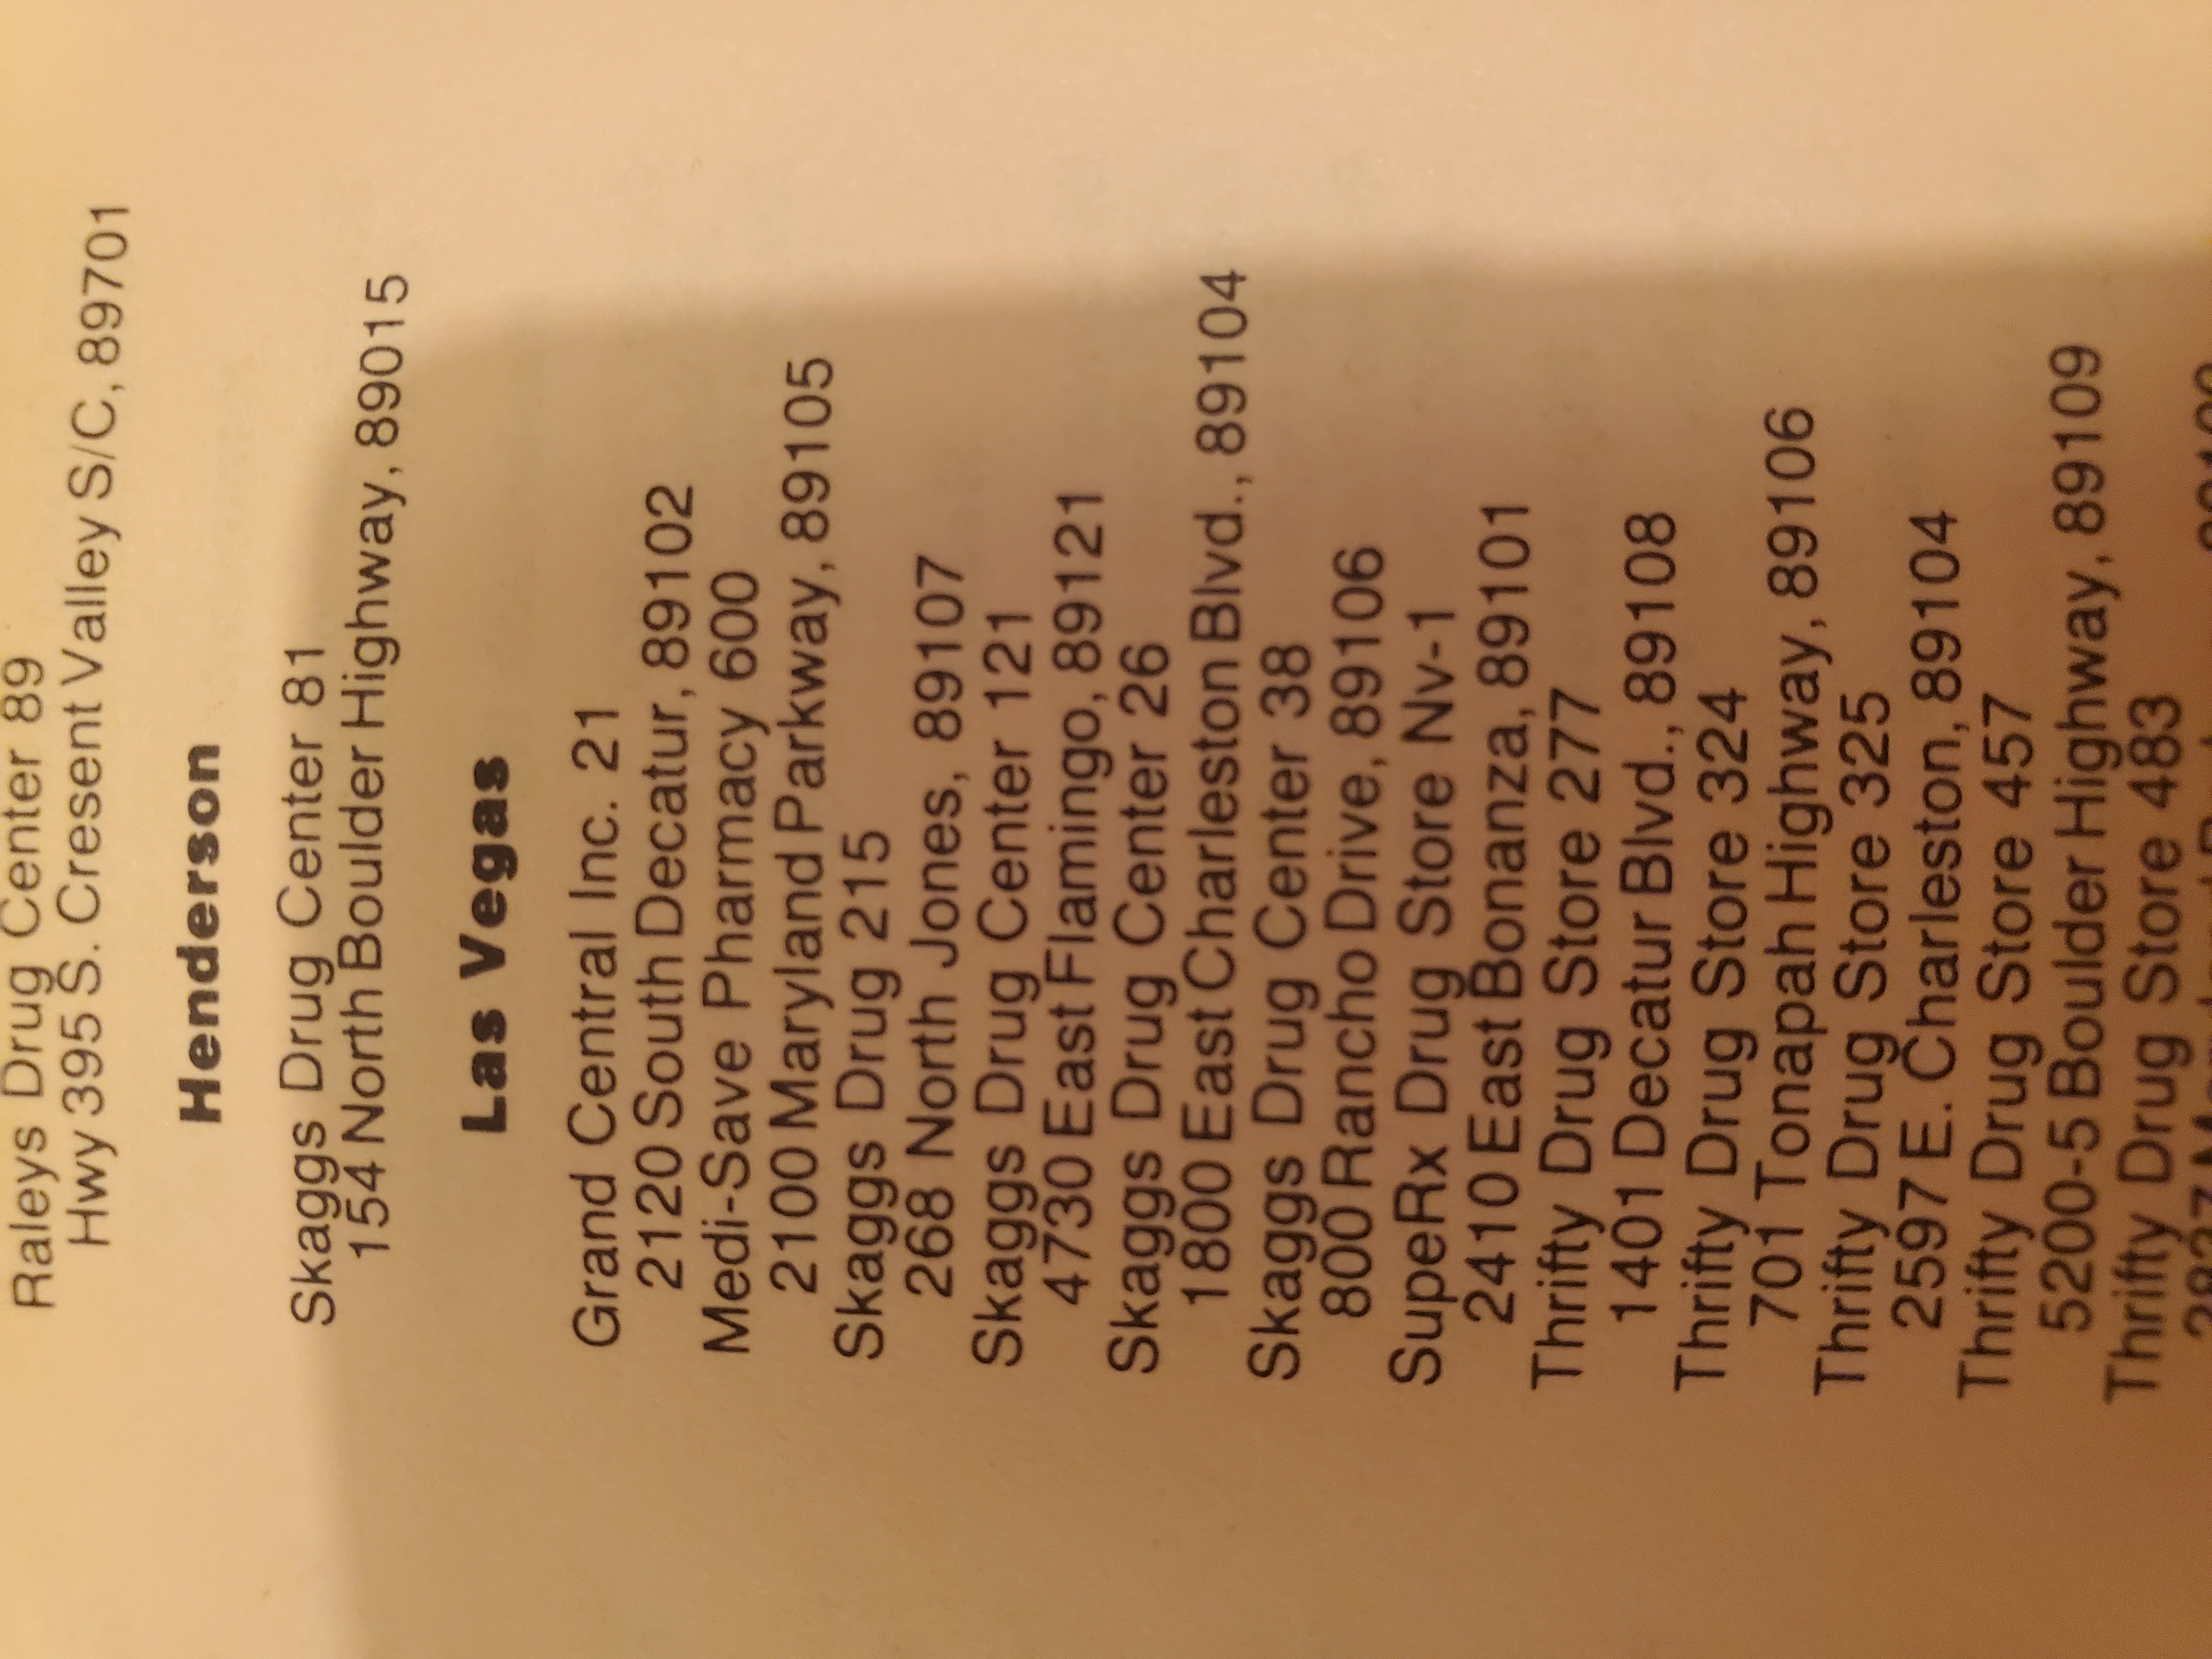 Raleys Drug Center 89
Hwy 395 S. Cresent Valley S/C, 89701
Henderson
Skaggs Drug Center 81
154 North Boulder Highway, 89015
Las Vegas
Grand Central Inc. 21
2120 South Decatur, 89102
Medi-Save Pharmacy 600
2100 Maryland Parkway, 89105
Skaggs Drug 215
268 North Jones, 89107
Skaggs Drug Center 121
4730 East Flamingo, 89121
Skaggs Drug Center 26
1800 East Charleston Blvd., 89104
Skaggs Drug Center 38
800 Rancho Drive, 89106
SupeRx Drug Store Nv-1
2410 East Bonanza, 89101
Thrifty Drug Store 277
1401 Decatur Blvd., 89108
Thrifty Drug Store 324
701 Tonapah Highway, 89106
Thrifty Drug Store 325
2597 E. Charleston, 89104
Thrifty Drug Store 457
5200-5 Boulder Highway, 89109
Thrifty Drug Store 483